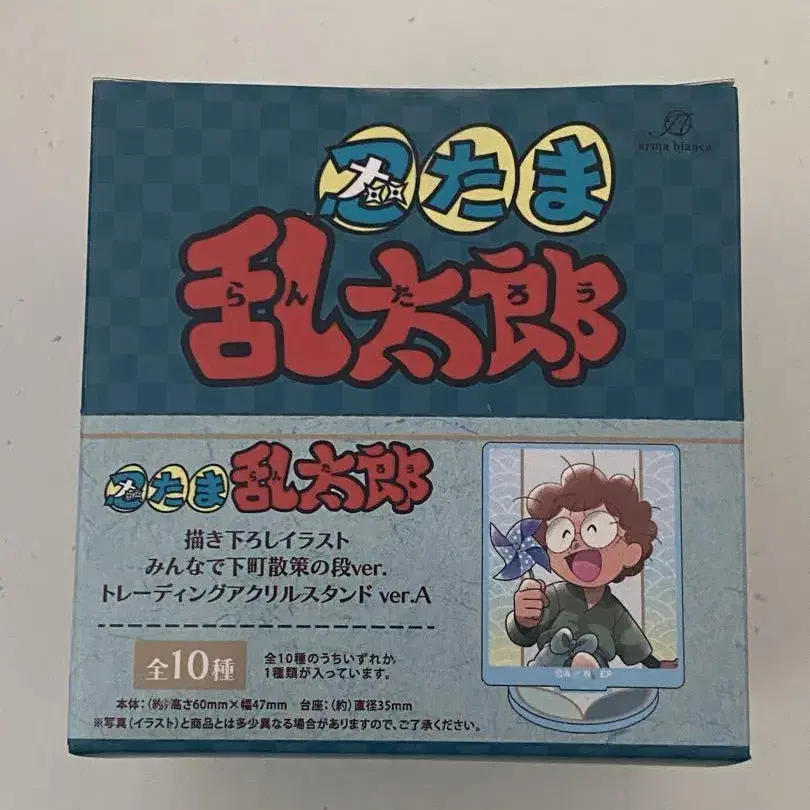 arma bianca
忍たま
乱太郎
らんたろう
忍たま乱太郎
らんたろう
描き下ろしイラスト
みんなで下町散策の段ver.
トレーディングアクリルスタンド ver.A
全10種
全10種のうちいずれか
1種類が入っています。
本体：(約)高さ60mm×幅47mm　台座：(約)直径35mm
※写真(イラスト)と商品とは多少異なる場合がありますので、ご了承ください。